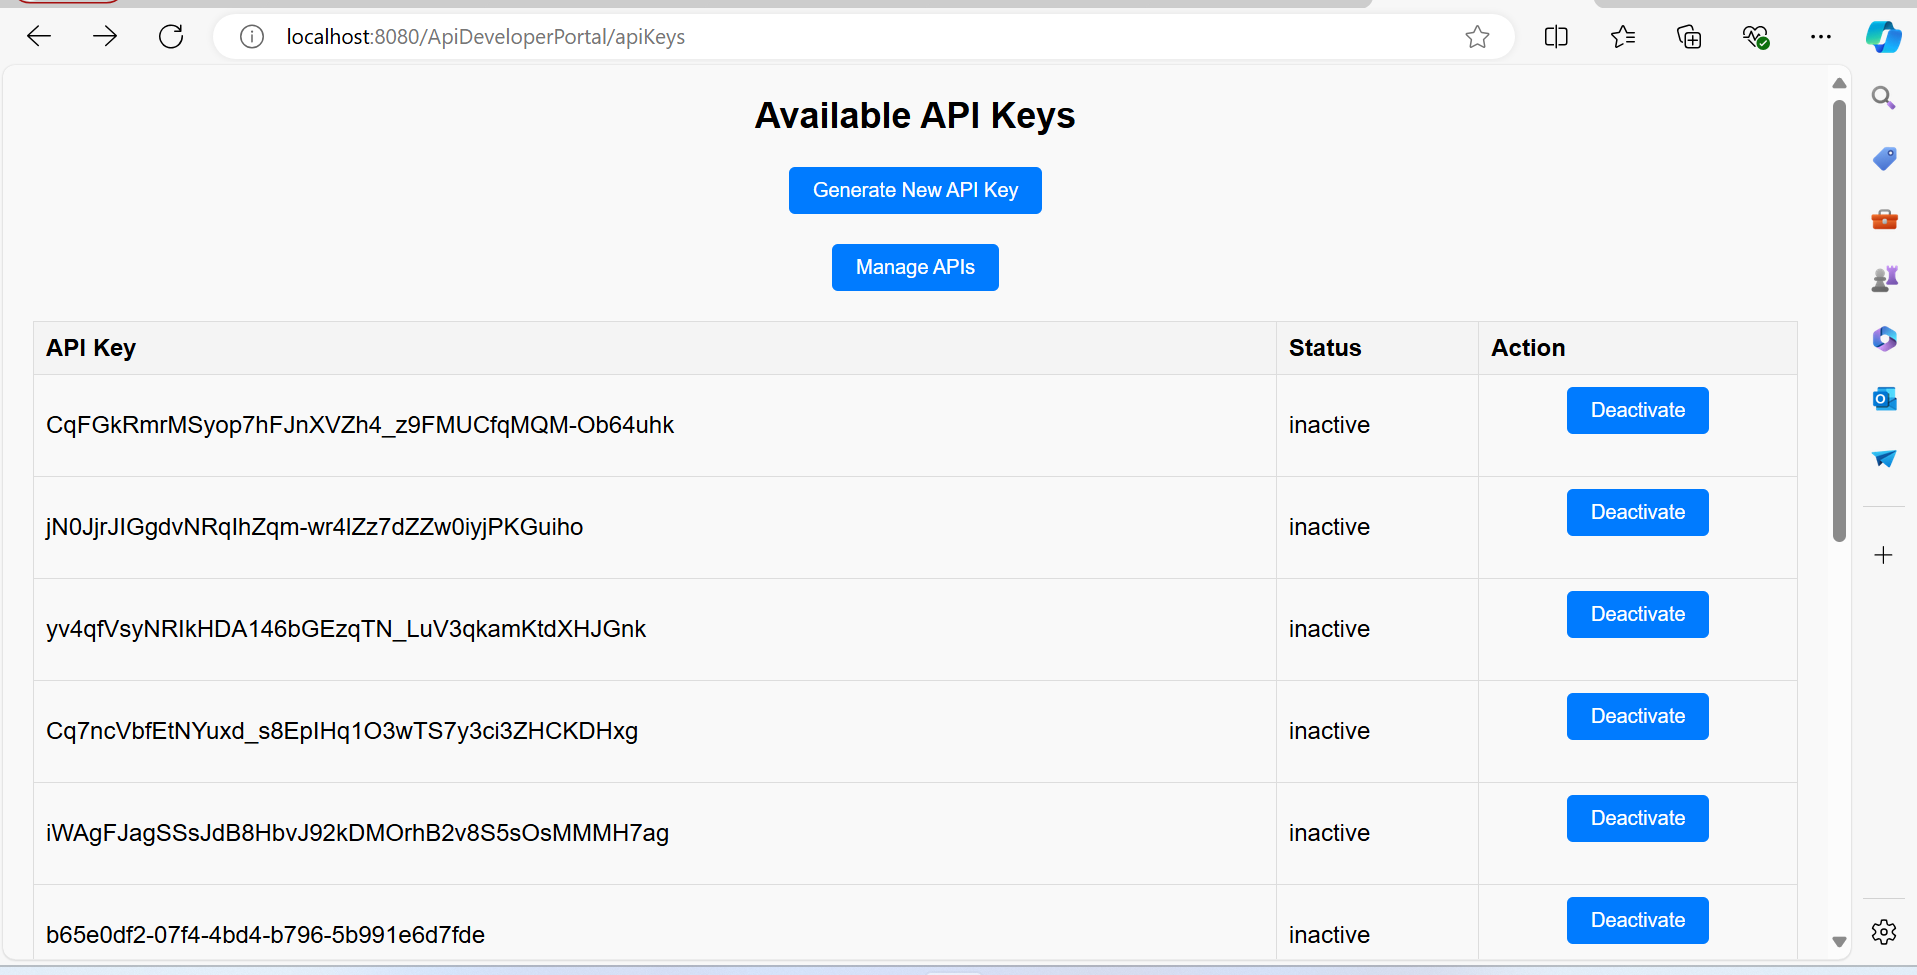 localhost:8080/ApiDeveloperPortal/apiKeys
Available API Keys
Generate New API Key
Manage APIs
API Key Status Action
CqFGkRmrMSyop7hFJnXVZh4_z9FMUCfqMQM-Ob64uhk inactive Deactivate
jN0JjrJIGgdvNRqIhZqm-wr4lZz7dZZw0iyjPKGuiho inactive Deactivate
yv4qfVsyNRIkHDA146bGEzqTN_LuV3qkamKtdXHJGnk inactive Deactivate
Cq7ncVbfEtNYuxd_s8EpIHq1O3wTS7y3ci3ZHCKDHxg inactive Deactivate
iWAgFJagSSsJdB8HbvJ92kDMOrhB2v8S5sOsMMMH7ag inactive Deactivate
b65e0df2-07f4-4bd4-b796-5b991e6d7fde inactive Deactivate